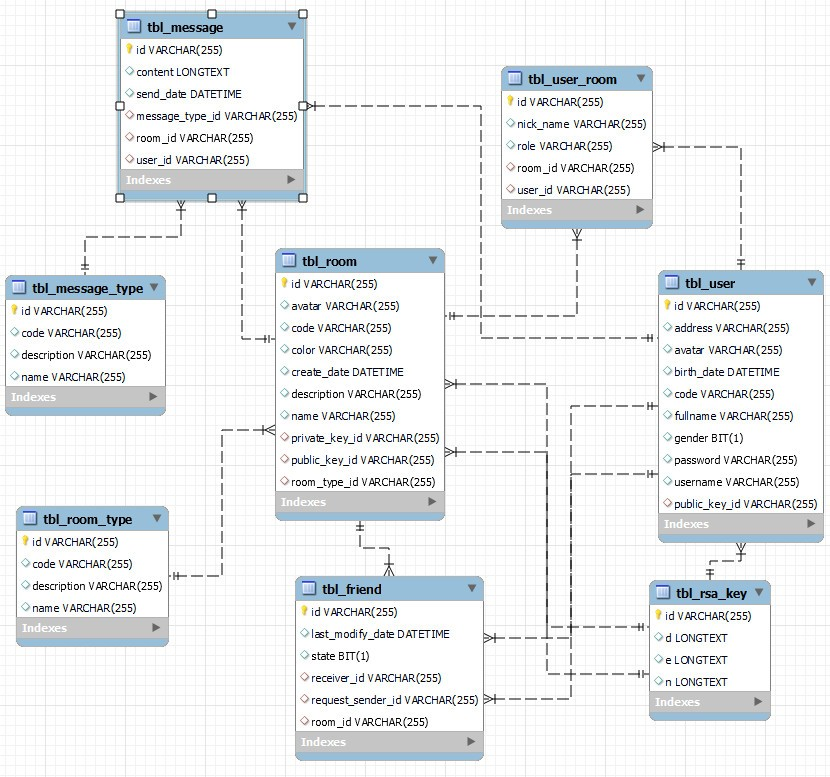 tbl_message
id VARCHAR(255)
content LONGTEXT
send_date DATETIME
message_type_id VARCHAR(255)
room_id VARCHAR(255)
user_id VARCHAR(255)
Indexes
tbl_user_room
id VARCHAR(255)
nick_name VARCHAR(255)
role VARCHAR(255)
room_id VARCHAR(255)
user_id VARCHAR(255)
Indexes
tbl_message_type
id VARCHAR(255)
code VARCHAR(255)
description VARCHAR(255)
name VARCHAR(255)
Indexes
tbl_room
id VARCHAR(255)
avatar VARCHAR(255)
code VARCHAR(255)
color VARCHAR(255)
create_date DATETIME
description VARCHAR(255)
name VARCHAR(255)
private_key_id VARCHAR(255)
public_key_id VARCHAR(255)
room_type_id VARCHAR(255)
Indexes
tbl_user
id VARCHAR(255)
address VARCHAR(255)
avatar VARCHAR(255)
birth_date DATETIME
code VARCHAR(255)
fullname VARCHAR(255)
gender BIT(1)
password VARCHAR(255)
username VARCHAR(255)
public_key_id VARCHAR(255)
Indexes
tbl_room_type
id VARCHAR(255)
code VARCHAR(255)
description VARCHAR(255)
name VARCHAR(255)
Indexes
tbl_friend
id VARCHAR(255)
last_modify_date DATETIME
state BIT(1)
receiver_id VARCHAR(255)
request_sender_id VARCHAR(255)
room_id VARCHAR(255)
Indexes
tbl_rsa_key
id VARCHAR(255)
d LONGTEXT
e LONGTEXT
n LONGTEXT
Indexes